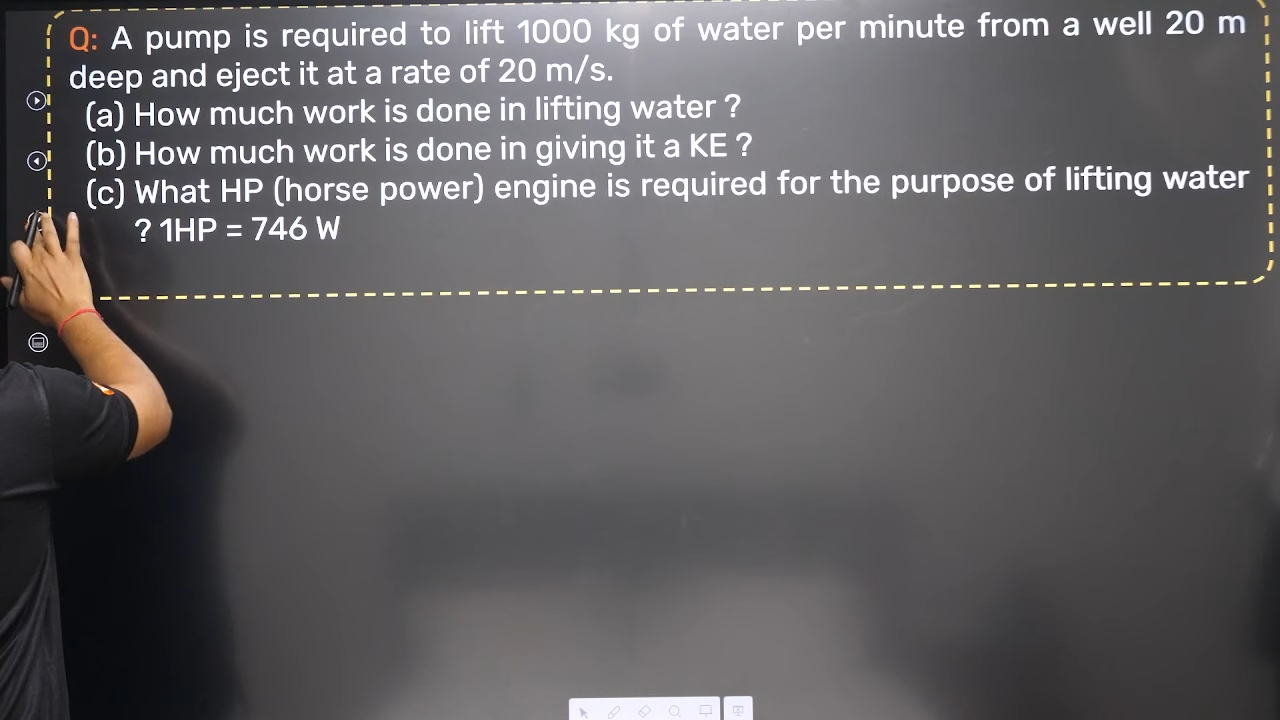 Q: A pump is required to lift 1000 kg of water per minute from a well 20 m
deep and eject it at a rate of 20 m/s.
(a) How much work is done in lifting water ?
(b) How much work is done in giving it a KE ?
(c) What HP (horse power) engine is required for the purpose of lifting water
? 1HP = 746 W